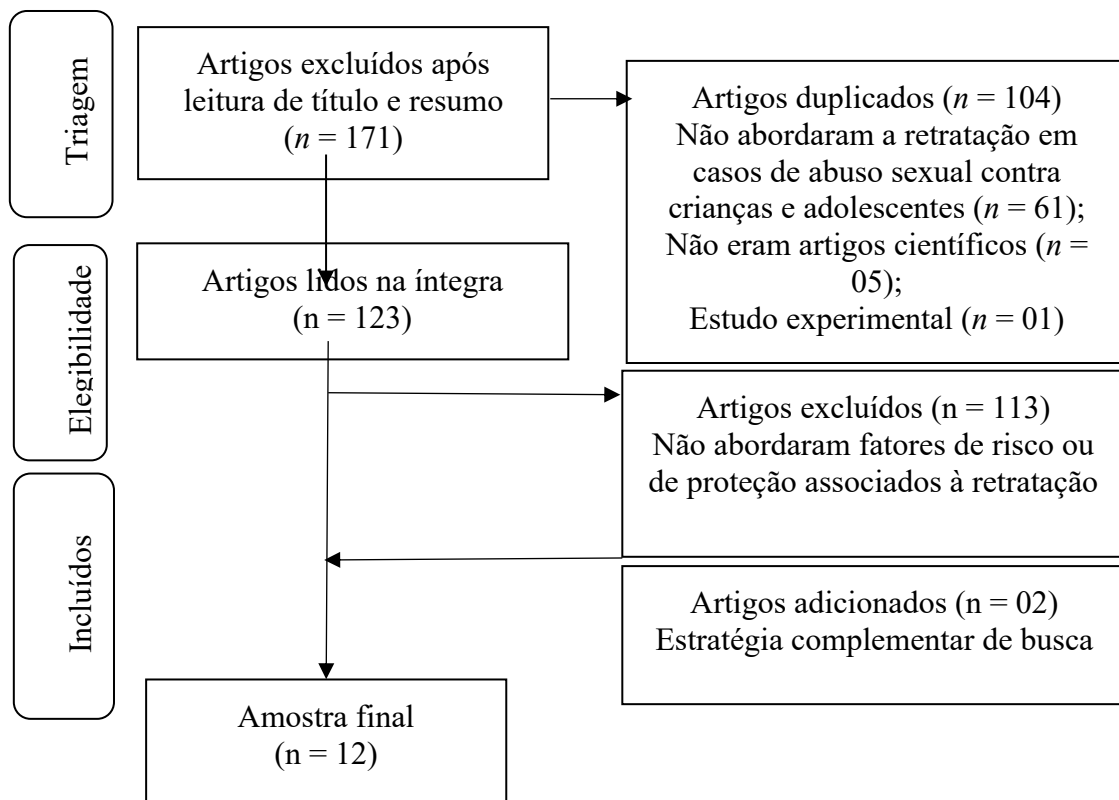 Triagem
Artigos excluídos após
leitura de título e resumo
(n = 171)
Artigos duplicados (n = 104)
Não abordaram a retratação em
casos de abuso sexual contra
crianças e adolescentes (n = 61);
Não eram artigos científicos (n =
05);
Estudo experimental (n = 01)
Elegibilidade
Artigos lidos na íntegra
(n = 123)
Artigos excluídos (n = 113)
Não abordaram fatores de risco ou
de proteção associados à retratação
Incluídos
Artigos adicionados (n = 02)
Estratégia complementar de busca
Amostra final
(n = 12)